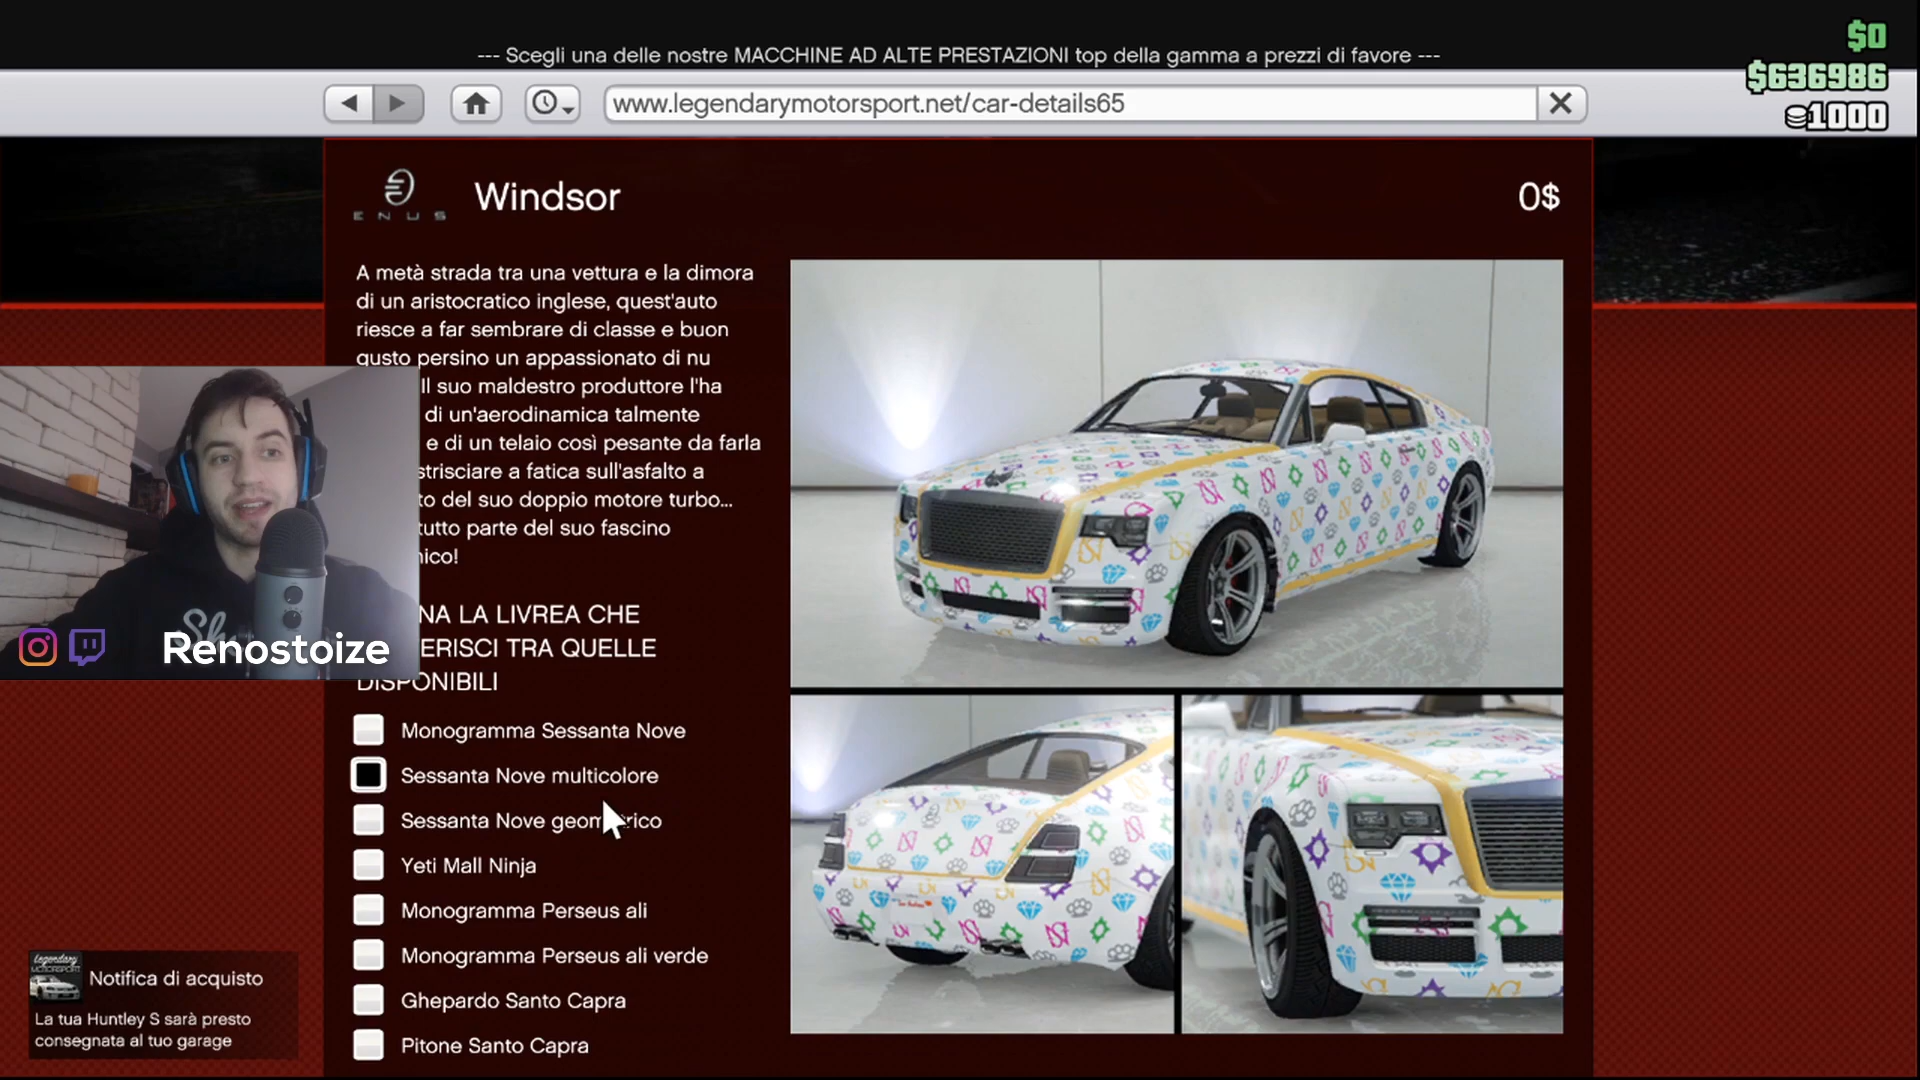 $0
--- Scegli una delle nostre MACCHINE AD ALTE PRESTAZIONI top della gamma a prezzi di favore ---
$636986
www.legendarymotorsport.net/car-details65
1000
ENUS
Windsor
0$
A metà strada tra una vettura e la dimora
di un aristocratico inglese, quest'auto
riesce a far sembrare di classe e buon
gusto persino un appassionato di nu
Il suo maldestro produttore l'ha
di un'aerodinamica talmente
e di un telaio così pesante da farla
strisciare a fatica sull'asfalto a
del suo doppio motore turbo...
tutto parte del suo fascino
LA LIVREA CHE
TRA QUELLE
DISPONIBILI
Renostoize
Monogramma Sessanta Nove
Sessanta Nove multicolore
Sessanta Nove
Yeti Mall Ninja
Monogramma Perseus ali
Monogramma Perseus ali verde
Ghepardo Santo Capra
Pitone Santo Capra
Legendary
MOTORSPORT
Notifica di acquisto
La tua Huntley S sarà presto
consegnata al tuo garage